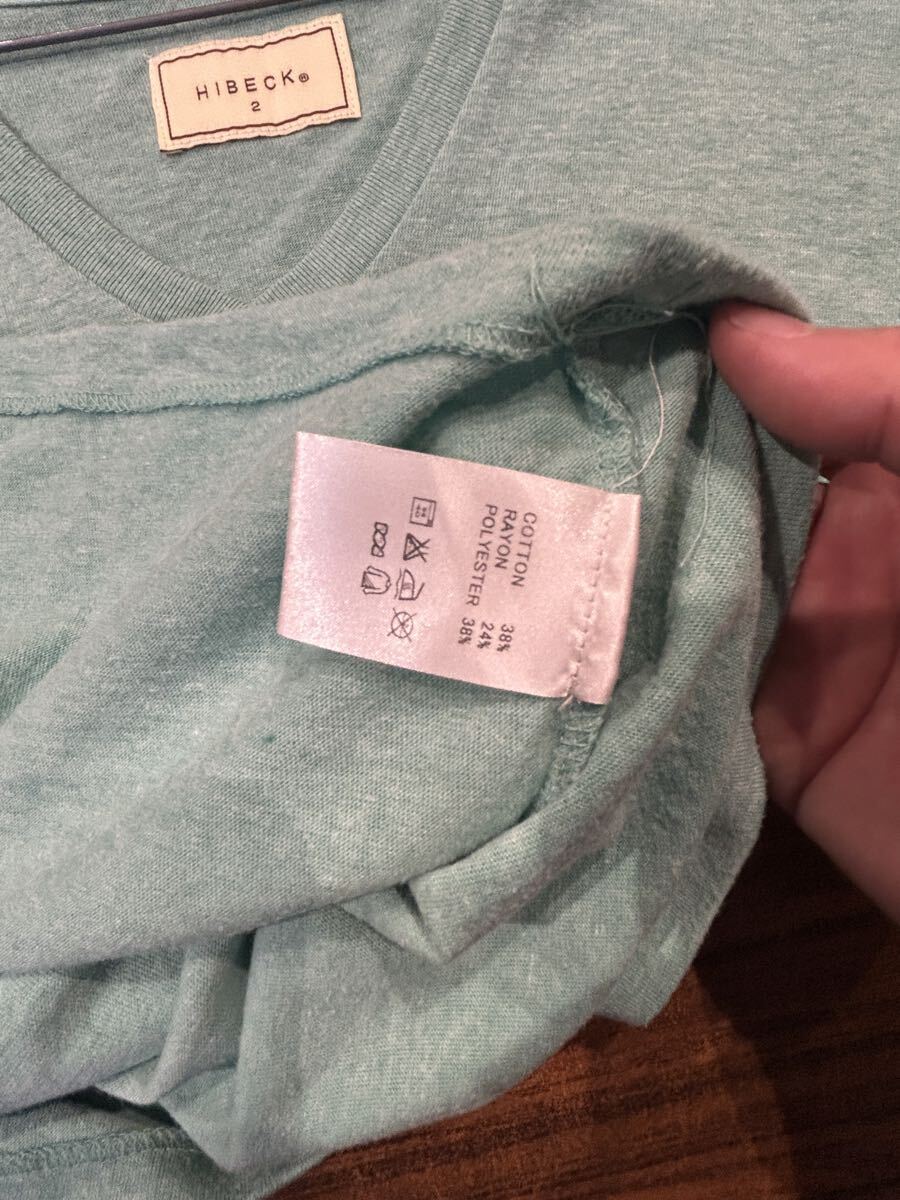 HIBECK®
2
COTTON 38%
RAYON 24%
POLYESTER 38%